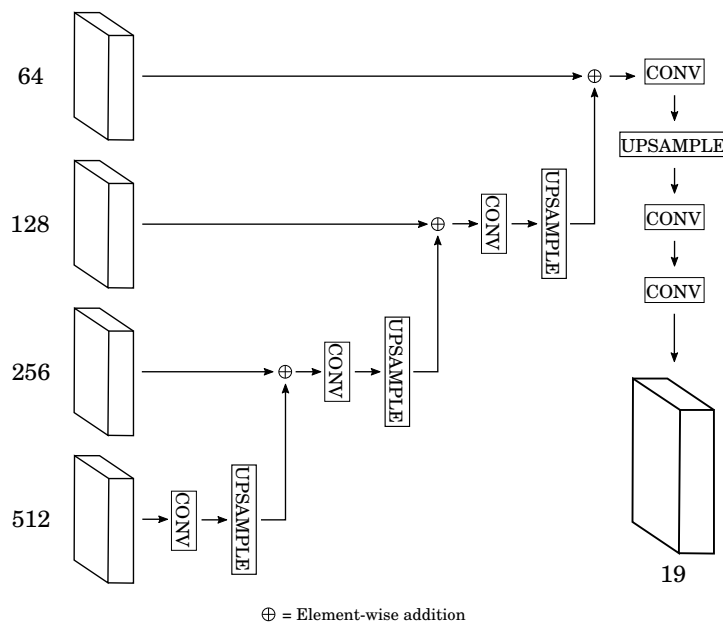 64
CONV
UPSAMPLE
128
CONV
UPSAMPLE
CONV
CONV
256
CONV
UPSAMPLE
512
CONV
UPSAMPLE
19
⊕ = Element-wise addition